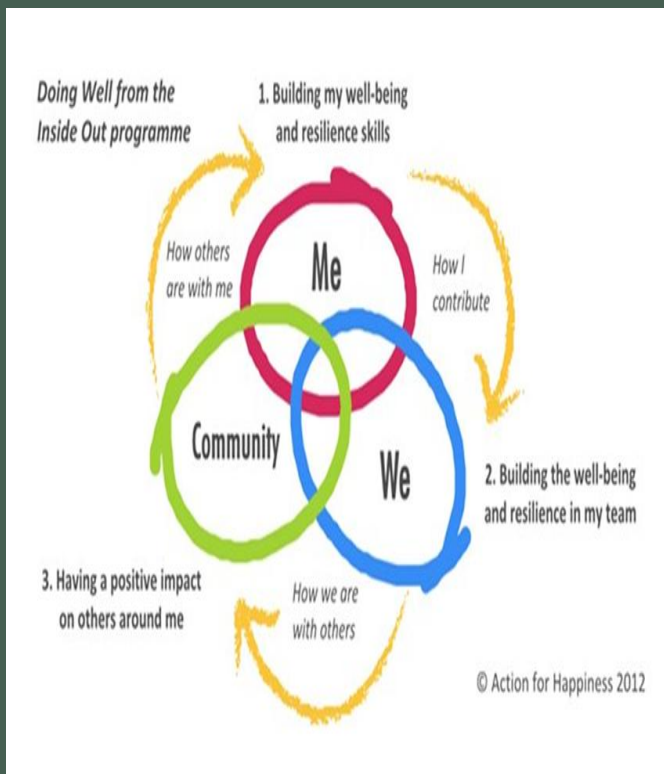 Doing Well from the
Inside Out programme
1. Building my well-being
and resilience skills
How others
are with me
Me
How I
contribute
Community
We
2. Building the well-being
and resilience in my team
3. Having a positive impact
on others around me
How we are
with others
© Action for Happiness 2012